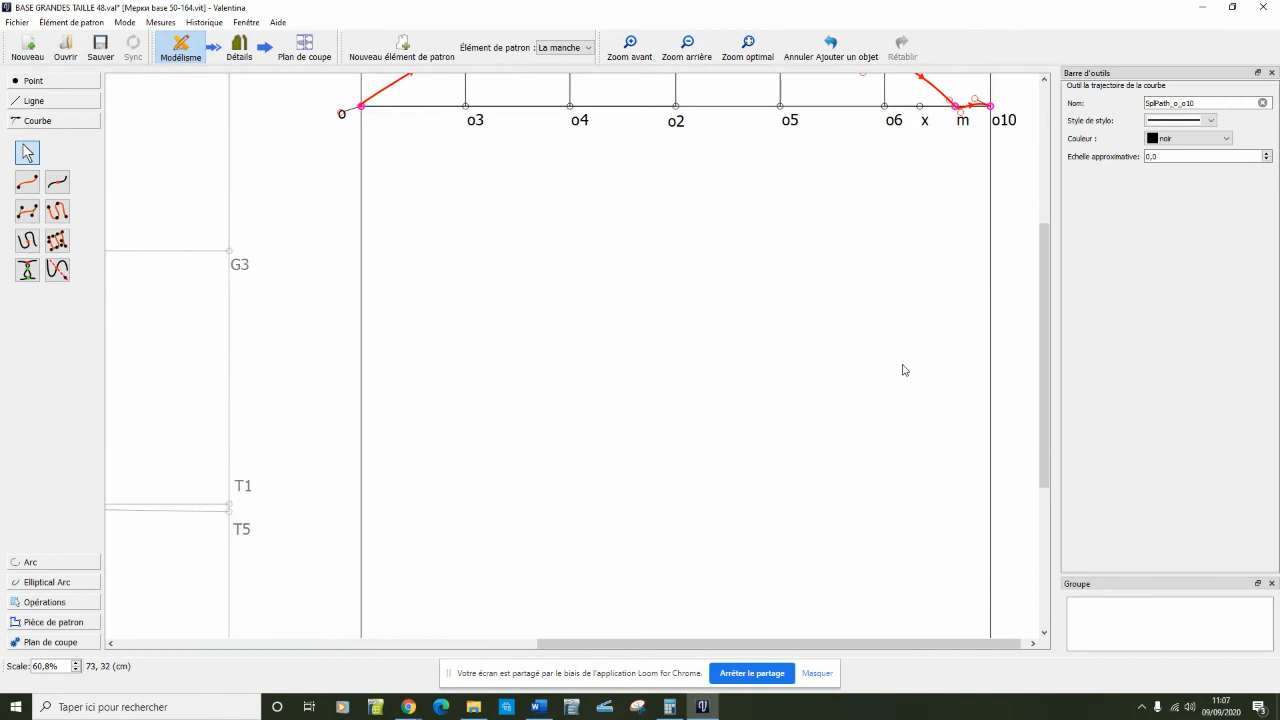 BASE GRANDES TAILLE 48.val* [Мерки base 50-164.vit] - Valentina
Fichier Élément de patron Mode Mesures Historique Fenêtre Aide
Nouveau Ouvrir Sauver Sync Modélisme Détails Plan de coupe Nouveau élément de patron Élément de patron: La manche Zoom avant Zoom arrière Zoom optimal Annuler Ajouter un objet Rétablir
Point
Ligne
Courbe
Barre d'outils
Outil la trajectoire de la courbe
Nom: SplPath_o_o10
Style de stylo:
Couleur : noir
Echelle approximative: 0,0
o o3 o4 o2 o5 o6 x m o10
G3
T1
T5
Arc
Elliptical Arc
Opérations
Pièce de patron
Plan de coupe
Groupe
Scale: 60,8% 73, 32 (cm)
Votre écran est partagé par le biais de l'application Loom for Chrome. Arrêter le partage Masquer
Taper ici pour rechercher
11:07
09/09/2020